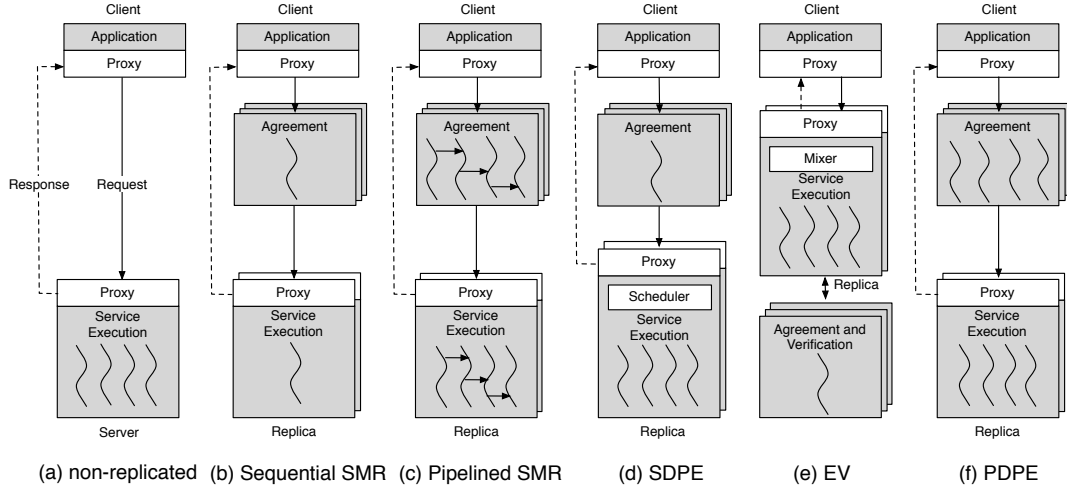 Client
Application
Proxy
Response
Request
Proxy
Service
Execution
Server
(a) non-replicated
Client
Application
Proxy
Agreement
Proxy
Service
Execution
Replica
(b) Sequential SMR
Client
Application
Proxy
Agreement
Proxy
Service
Execution
Replica
(c) Pipelined SMR
Client
Application
Proxy
Agreement
Proxy
Scheduler
Service
Execution
Replica
(d) SDPE
Client
Application
Proxy
Proxy
Mixer
Service
Execution
Replica
Agreement and
Verification
(e) EV
Client
Application
Proxy
Agreement
Proxy
Service
Execution
Replica
(f) PDPE